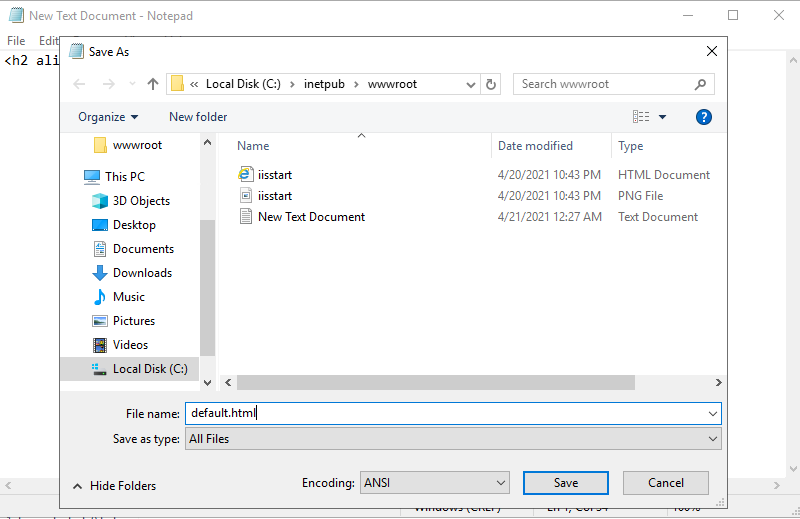 New Text Document - Notepad
File Edit
Save As
<h2 ali
« Local Disk (C:) > inetpub > wwwroot
Search wwwroot
Organize
New folder
?
Name
Date modified
Type
wwwroot
This PC
3D Objects
Desktop
Documents
Downloads
Music
Pictures
Videos
Local Disk (C:)
iisstart 4/20/2021 10:43 PM HTML Document
iisstart 4/20/2021 10:43 PM PNG File
New Text Document 4/21/2021 12:27 AM Text Document
File name: default.html
Save as type: All Files
Hide Folders
Encoding: ANSI
Save
Cancel